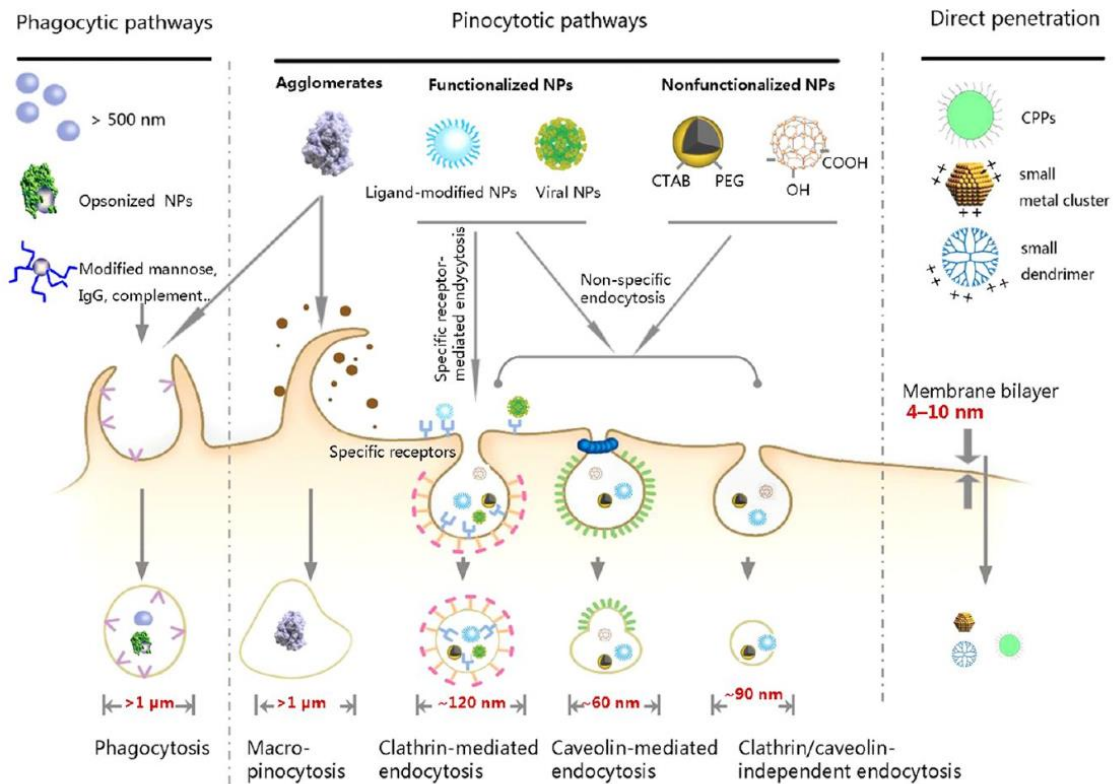 Phagocytic pathways
> 500 nm
Opsonized NPs
Modified mannose,
IgG, complement..
Pinocytotic pathways
Agglomerates
Functionalized NPs
Nonfunctionalized NPs
Ligand-modified NPs
Viral NPs
CTAB
PEG
OH
COOH
Specific receptor-
mediated endycytosis
Non-specific
endocytosis
Specific receptors
Direct penetration
CPPs
++
+
+
++
small
metal cluster
+
+
++
++
small
dendrimer
Membrane bilayer
4–10 nm
>1 μm
>1 μm
~120 nm
~60 nm
~90 nm
Phagocytosis
Macro-
pinocytosis
Clathrin-mediated
endocytosis
Caveolin-mediated
endocytosis
Clathrin/caveolin-
independent endocytosis